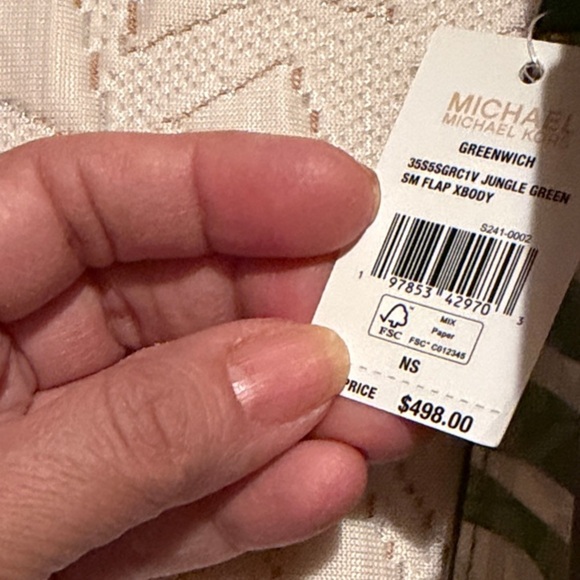 MICHAEL
MICHAEL KORS
GREENWICH
35S5SGRC1V JUNGLE GREEN
SM FLAP XBODY
S241-0002
1 97853 42970 3
FSC™
MIX
Paper
FSC® C012345
NS
PRICE $498.00